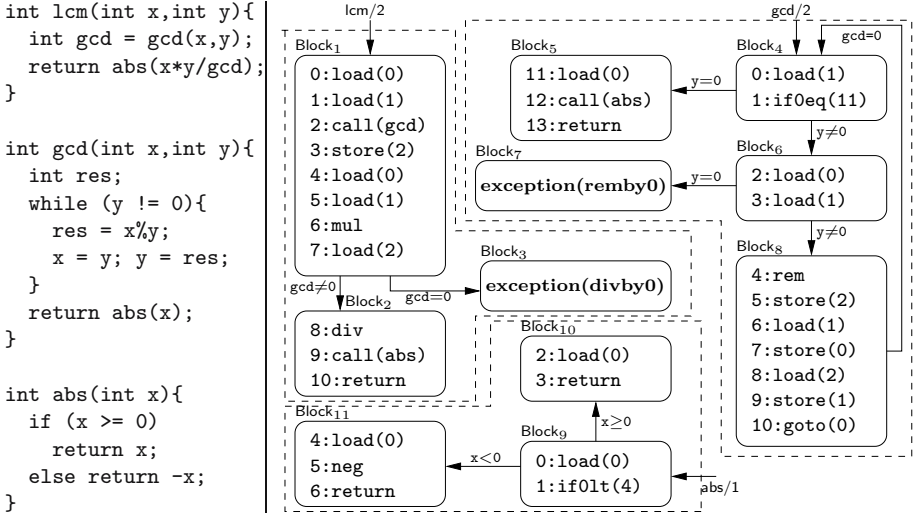 int lcm(int x,int y){
int gcd = gcd(x,y);
return abs(x*y/gcd);
}
int gcd(int x,int y){
int res;
while (y != 0){
res = x%y;
x = y; y = res;
}
return abs(x);
}
int abs(int x){
if (x >= 0)
return x;
else return -x;
}
lcm/2
Block1
0:load(0)
1:load(1)
2:call(gcd)
3:store(2)
4:load(0)
5:load(1)
6:mul
7:load(2)
gcd≠0
gcd=0
Block2
8:div
9:call(abs)
10:return
Block3
exception(divby0)
gcd/2
gcd=0
Block4
0:load(1)
1:if0eq(11)
y=0
y≠0
Block5
11:load(0)
12:call(abs)
13:return
Block6
2:load(0)
3:load(1)
y=0
y≠0
Block7
exception(remby0)
Block8
4:rem
5:store(2)
6:load(1)
7:store(0)
8:load(2)
9:store(1)
10:goto(0)
Block10
2:load(0)
3:return
x≥0
Block9
0:load(0)
1:if0lt(4)
abs/1
x<0
Block11
4:load(0)
5:neg
6:return